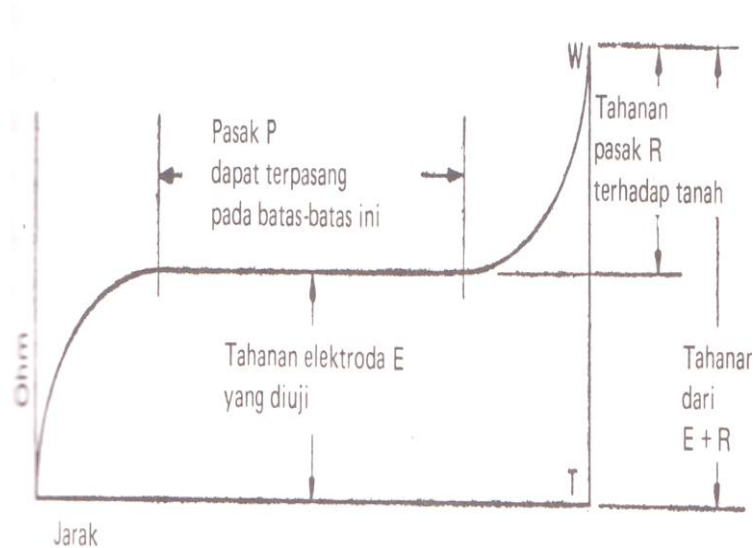 W
Tahanan
pasak R
terhadap tanah
Pasak P
dapat terpasang
pada batas-batas ini
Ohm
Tahanan elektroda E
yang diuji
Tahanan
dari
E + R
T
Jarak